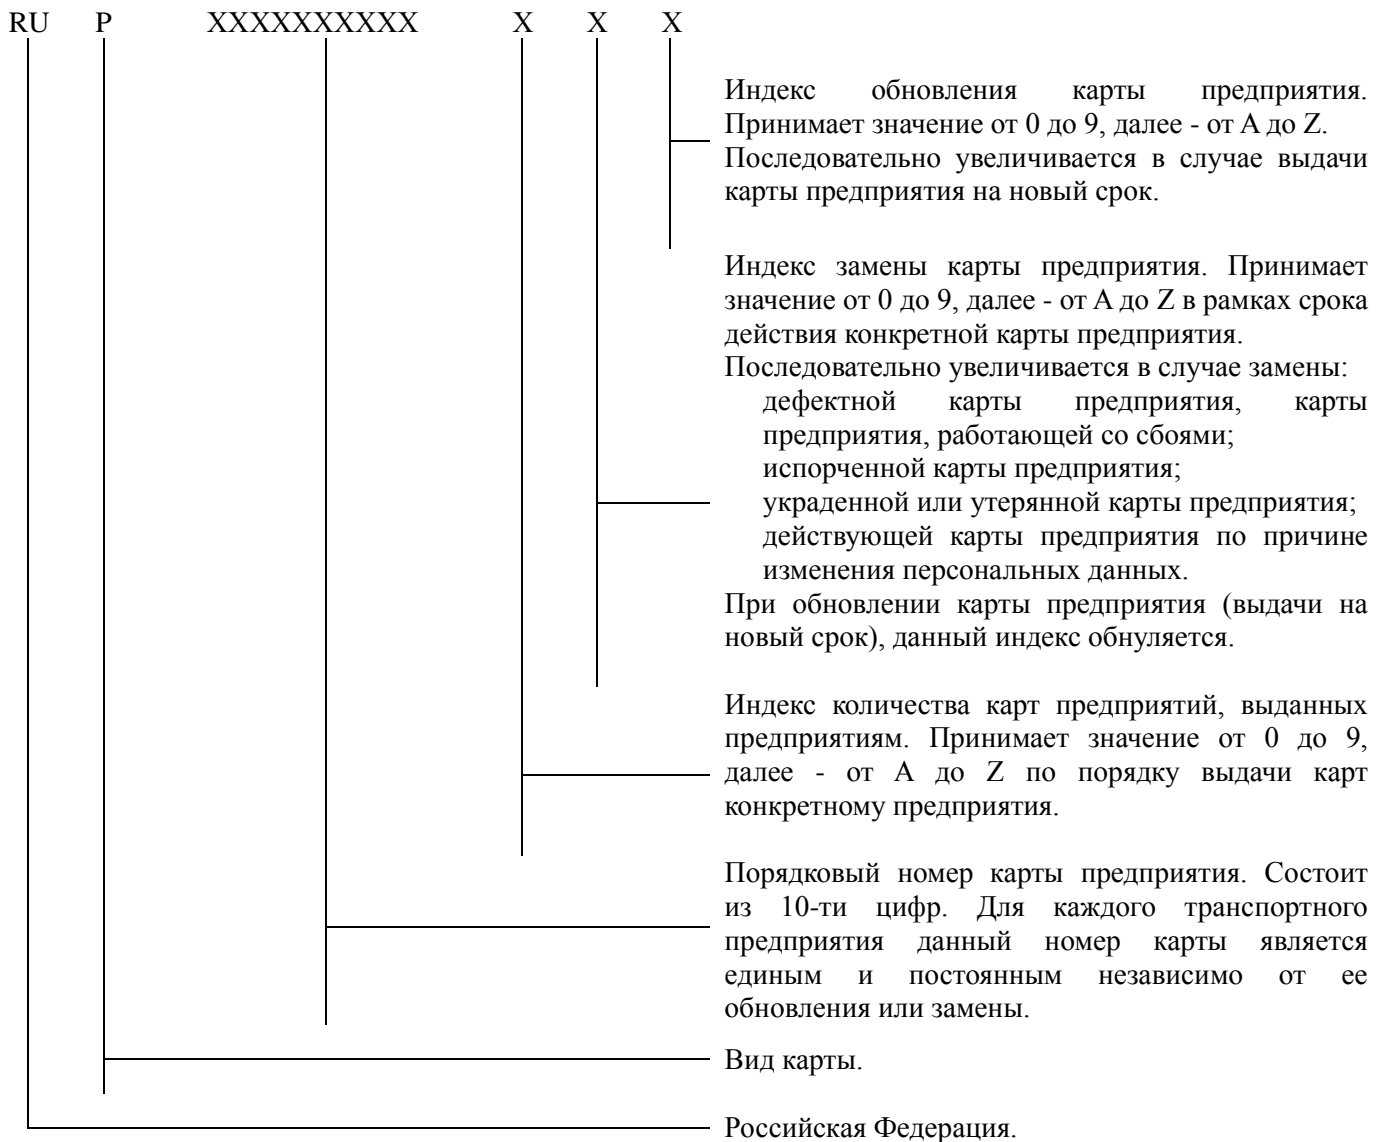 RU P XXXXXXXXXX X X X
Индекс обновления карты предприятия.
Принимает значение от 0 до 9, далее - от A до Z.
Последовательно увеличивается в случае выдачи
карты предприятия на новый срок.
Индекс замены карты предприятия. Принимает
значение от 0 до 9, далее - от A до Z в рамках срока
действия конкретной карты предприятия.
Последовательно увеличивается в случае замены:
дефектной карты предприятия, карты
предприятия, работающей со сбоями;
испорченной карты предприятия;
украденной или утерянной карты предприятия;
действующей карты предприятия по причине
изменения персональных данных.
При обновлении карты предприятия (выдачи на
новый срок), данный индекс обнуляется.
Индекс количества карт предприятий, выданных
предприятиям. Принимает значение от 0 до 9,
далее - от A до Z по порядку выдачи карт
конкретному предприятия.
Порядковый номер карты предприятия. Состоит
из 10-ти цифр. Для каждого транспортного
предприятия данный номер карты является
единым и постоянным независимо от ее
обновления или замены.
Вид карты.
Российская Федерация.